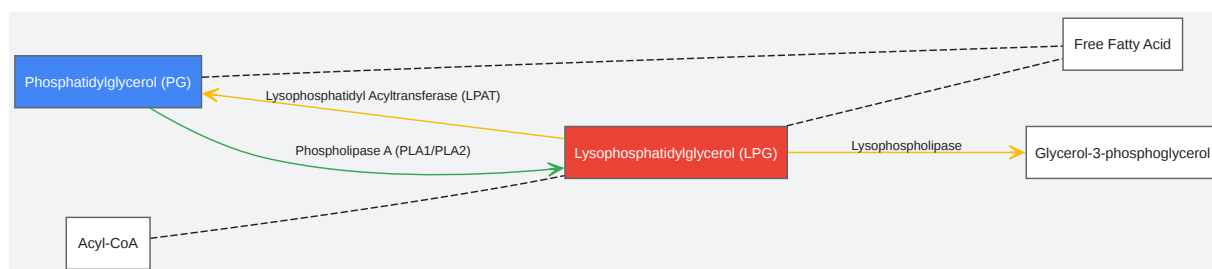 Free Fatty Acid
Phosphatidylglycerol (PG)
Lysophosphatidyl Acyltransferase (LPAT)
Phospholipase A (PLA1/PLA2)
Lysophosphatidylglycerol (LPG)
Lysophospholipase
Glycerol-3-phosphoglycerol
Acyl-CoA